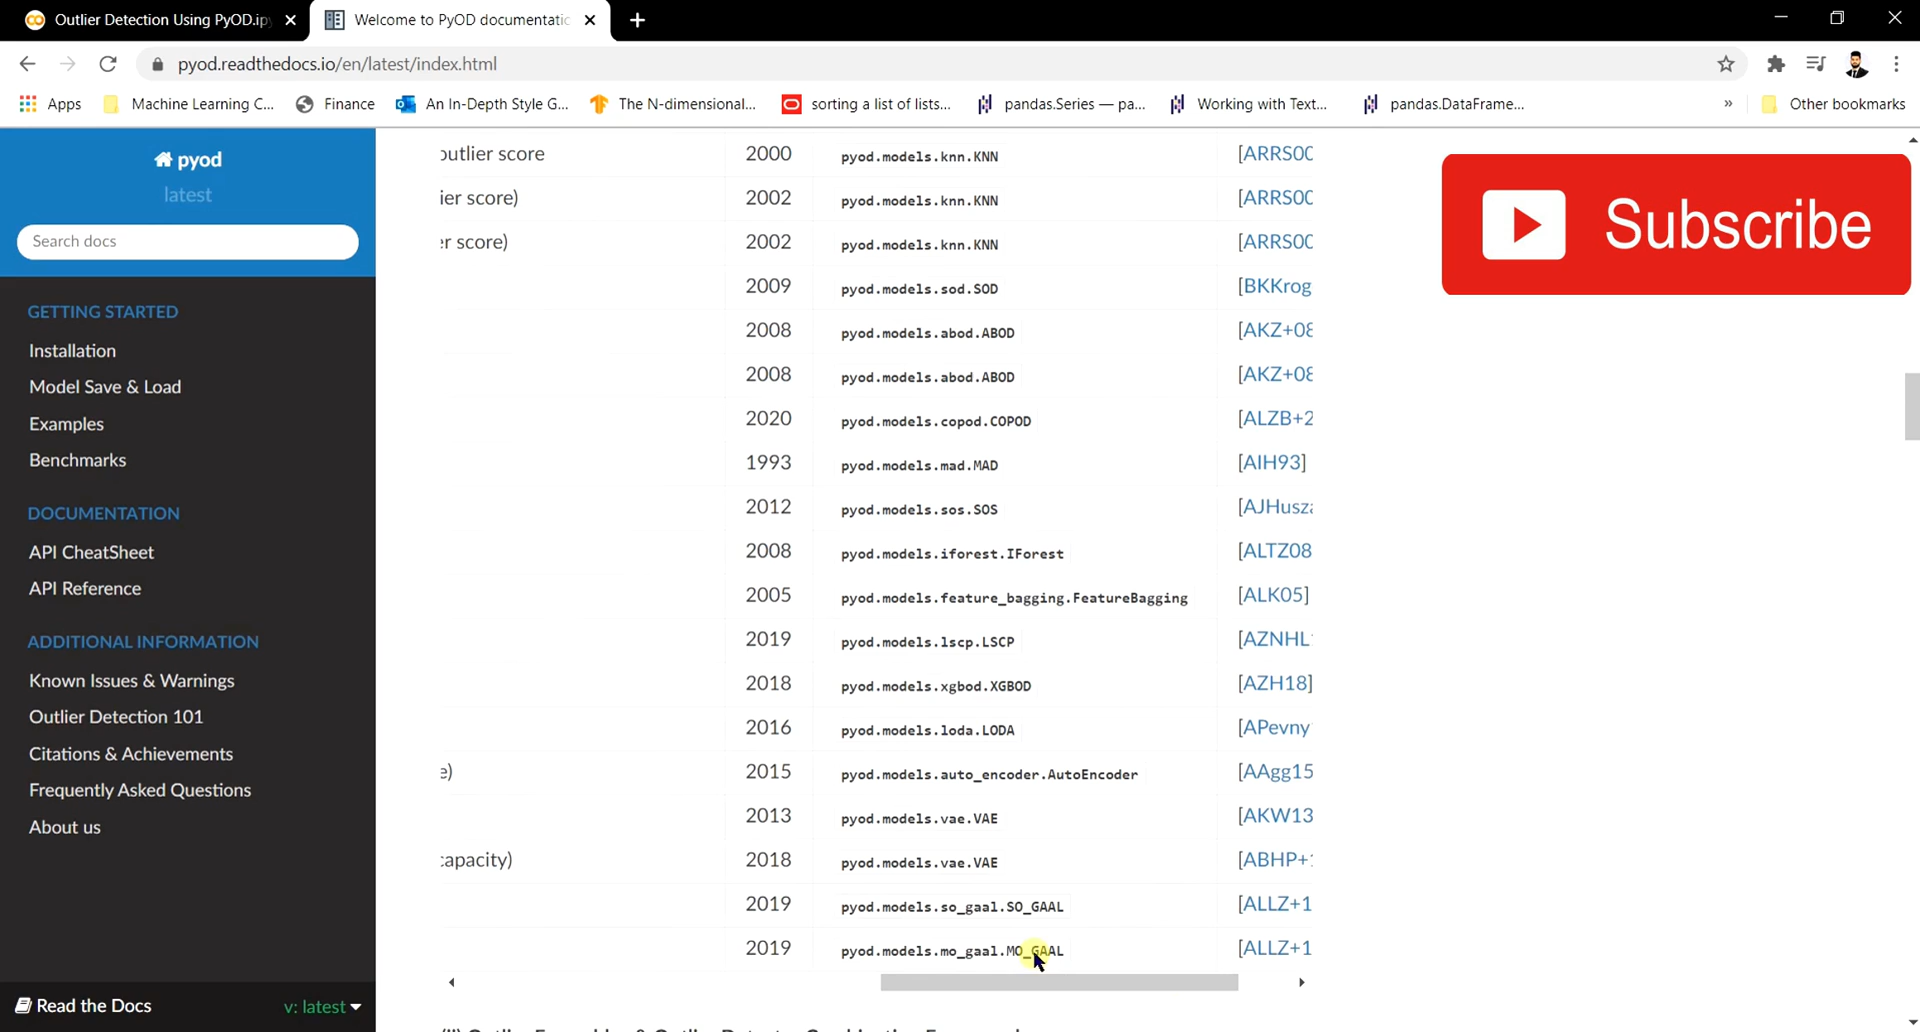 Outlier Detection Using PyOD.ip
Welcome to PyOD documentatic
pyod.readthedocs.io/en/latest/index.html
Apps
Machine Learning C...
Finance
An In-Depth Style G...
The N-dimensional...
sorting a list of lists...
pandas.Series — pa...
Working with Text...
pandas.DataFrame...
»
Other bookmarks
pyod
latest
Search docs
GETTING STARTED
Installation
Model Save & Load
Examples
Benchmarks
DOCUMENTATION
API CheatSheet
API Reference
ADDITIONAL INFORMATION
Known Issues & Warnings
Outlier Detection 101
Citations & Achievements
Frequently Asked Questions
About us
Read the Docs
v: latest
outlier score 2000 pyod.models.knn.KNN [ARRS00
ier score) 2002 pyod.models.knn.KNN [ARRS00
er score) 2002 pyod.models.knn.KNN [ARRS00
2009 pyod.models.sod.SOD [BKKrog
2008 pyod.models.abod.ABOD [AKZ+08
2008 pyod.models.abod.ABOD [AKZ+08
2020 pyod.models.copod.COPOD [ALZB+2
1993 pyod.models.mad.MAD [AIH93]
2012 pyod.models.sos.SOS [AJHusza
2008 pyod.models.iforest.IForest [ALTZ08
2005 pyod.models.feature_bagging.FeatureBagging [ALK05]
2019 pyod.models.lscp.LSCP [AZNHL
2018 pyod.models.xgbod.XGBOD [AZH18]
2016 pyod.models.loda.LODA [APevny
e) 2015 pyod.models.auto_encoder.AutoEncoder [AAgg15
2013 pyod.models.vae.VAE [AKW13
capacity) 2018 pyod.models.vae.VAE [ABHP+1
2019 pyod.models.so_gaal.SO_GAAL [ALLZ+1
2019 pyod.models.mo_gaal.MO_GAAL [ALLZ+1
Subscribe